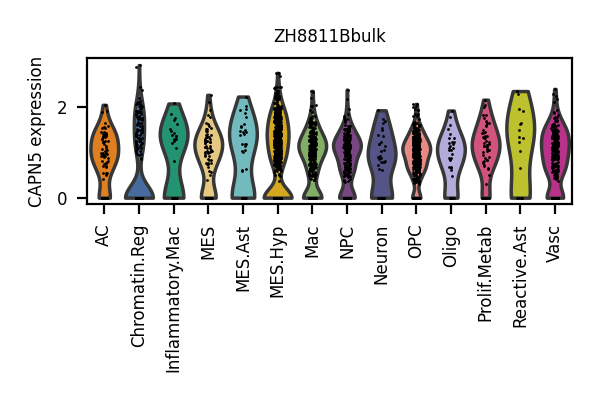 ZH8811Bbulk
CAPN5 expression
2
0
AC
Chromatin.Reg
Inflammatory.Mac
MES
MES.Ast
MES.Hyp
Mac
NPC
Neuron
OPC
Oligo
Prolif.Metab
Reactive.Ast
Vasc